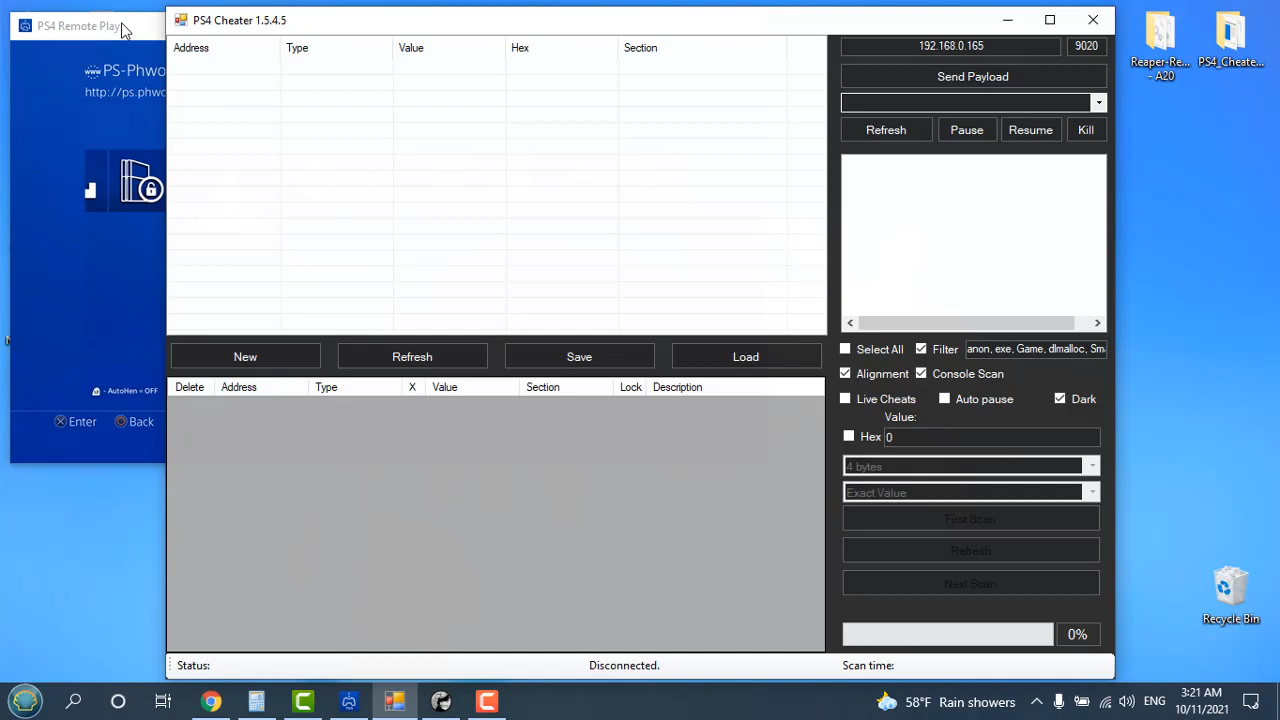 PS4 Remote Play
PS-Phwo
http://ps.phwo
- AutoHen = OFF
Enter
Back
PS4 Cheater 1.5.4.5
Address Type Value Hex Section
192.168.0.165 9020
Send Payload
Refresh Pause Resume Kill
New Refresh Save Load
Delete Address Type X Value Section Lock Description
Select All Filter anon, exe, Game, dlmalloc, Sm
Alignment Console Scan
Live Cheats Auto pause Dark
Value:
Hex 0
4 bytes
Exact Value
First Scan
Refresh
Next Scan
0%
Status: Disconnected. Scan time:
Reaper-Re...
- A20
PS4_Cheate...
Recycle Bin
58°F Rain showers
ENG
3:21 AM
10/11/2021